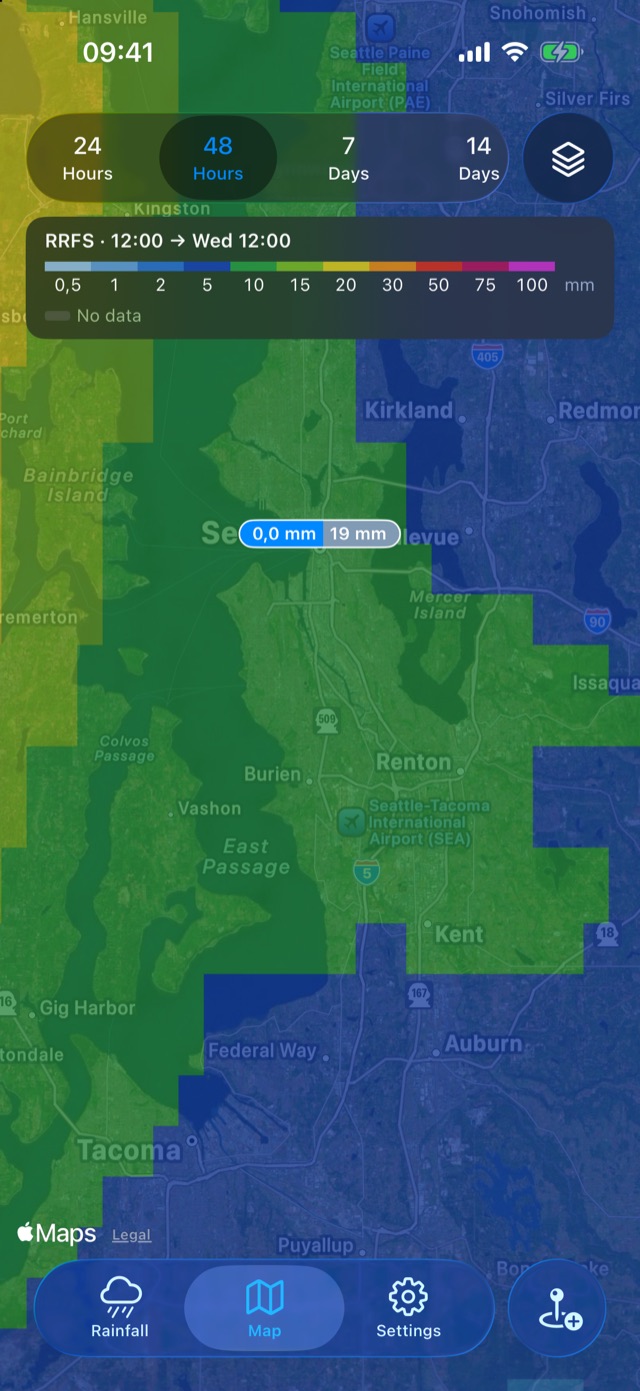 Hansville
Snohomish
09:41
Seattle Paine
Field
International
Airport (PAE)
Silver Firs
24
Hours
48
Hours
7
Days
14
Days
Kingston
RRFS · 12:00 → Wed 12:00
0,5 1 2 5 10 15 20 30 50 75 100 mm
No data
405
Kirkland
Redmon
Port
chard
Bainbridge
Island
Se
0,0 mm 19 mm
levue
Mercer
Island
remerton
90
Issaqua
509
Colvos
Passage
Renton
Burien
Vashon
Seattle-Tacoma
International
Airport (SEA)
East
Passage
5
Kent
18
16
167
Gig Harbor
Auburn
Federal Way
tondale
Tacoma
Maps Legal
Puyallup
Bon ke
Rainfall
Map
Settings